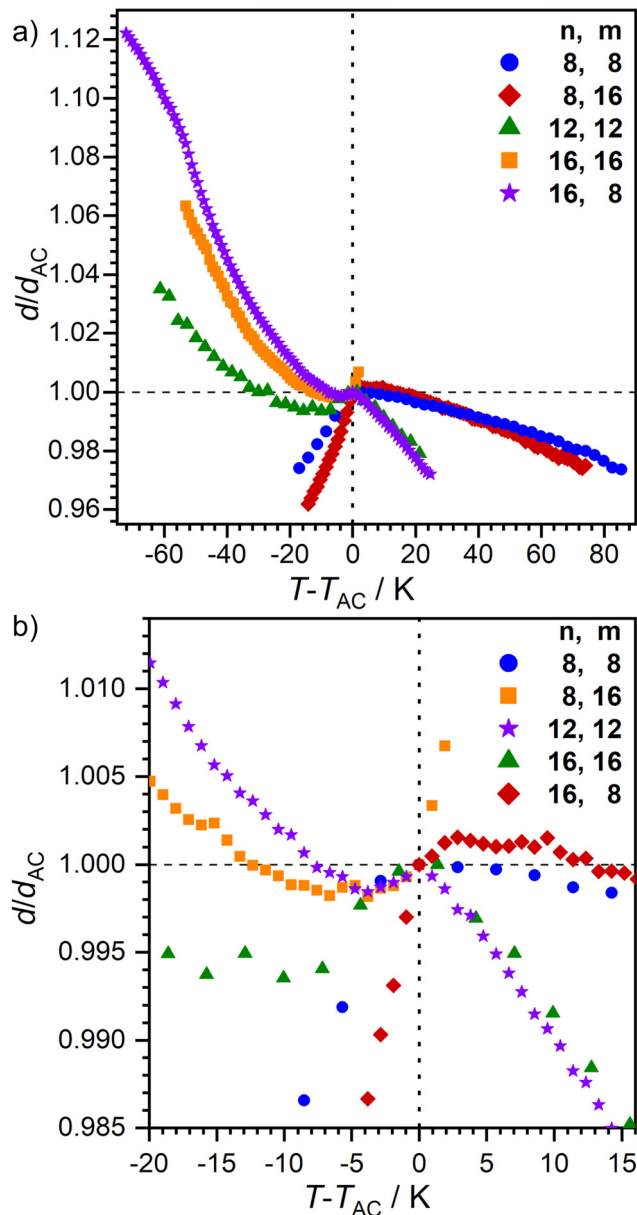 a)
n, m
8, 8
8, 16
12, 12
16, 16
16, 8
1.12
1.10
1.08
1.06
1.04
1.02
1.00
0.98
0.96
d/dAC
-60 -40 -20 0 20 40 60 80
T-TAC / K
b)
n, m
8, 8
8, 16
12, 12
16, 16
16, 8
1.010
1.005
1.000
0.995
0.990
0.985
d/dAC
-20 -15 -10 -5 0 5 10 15
T-TAC / K